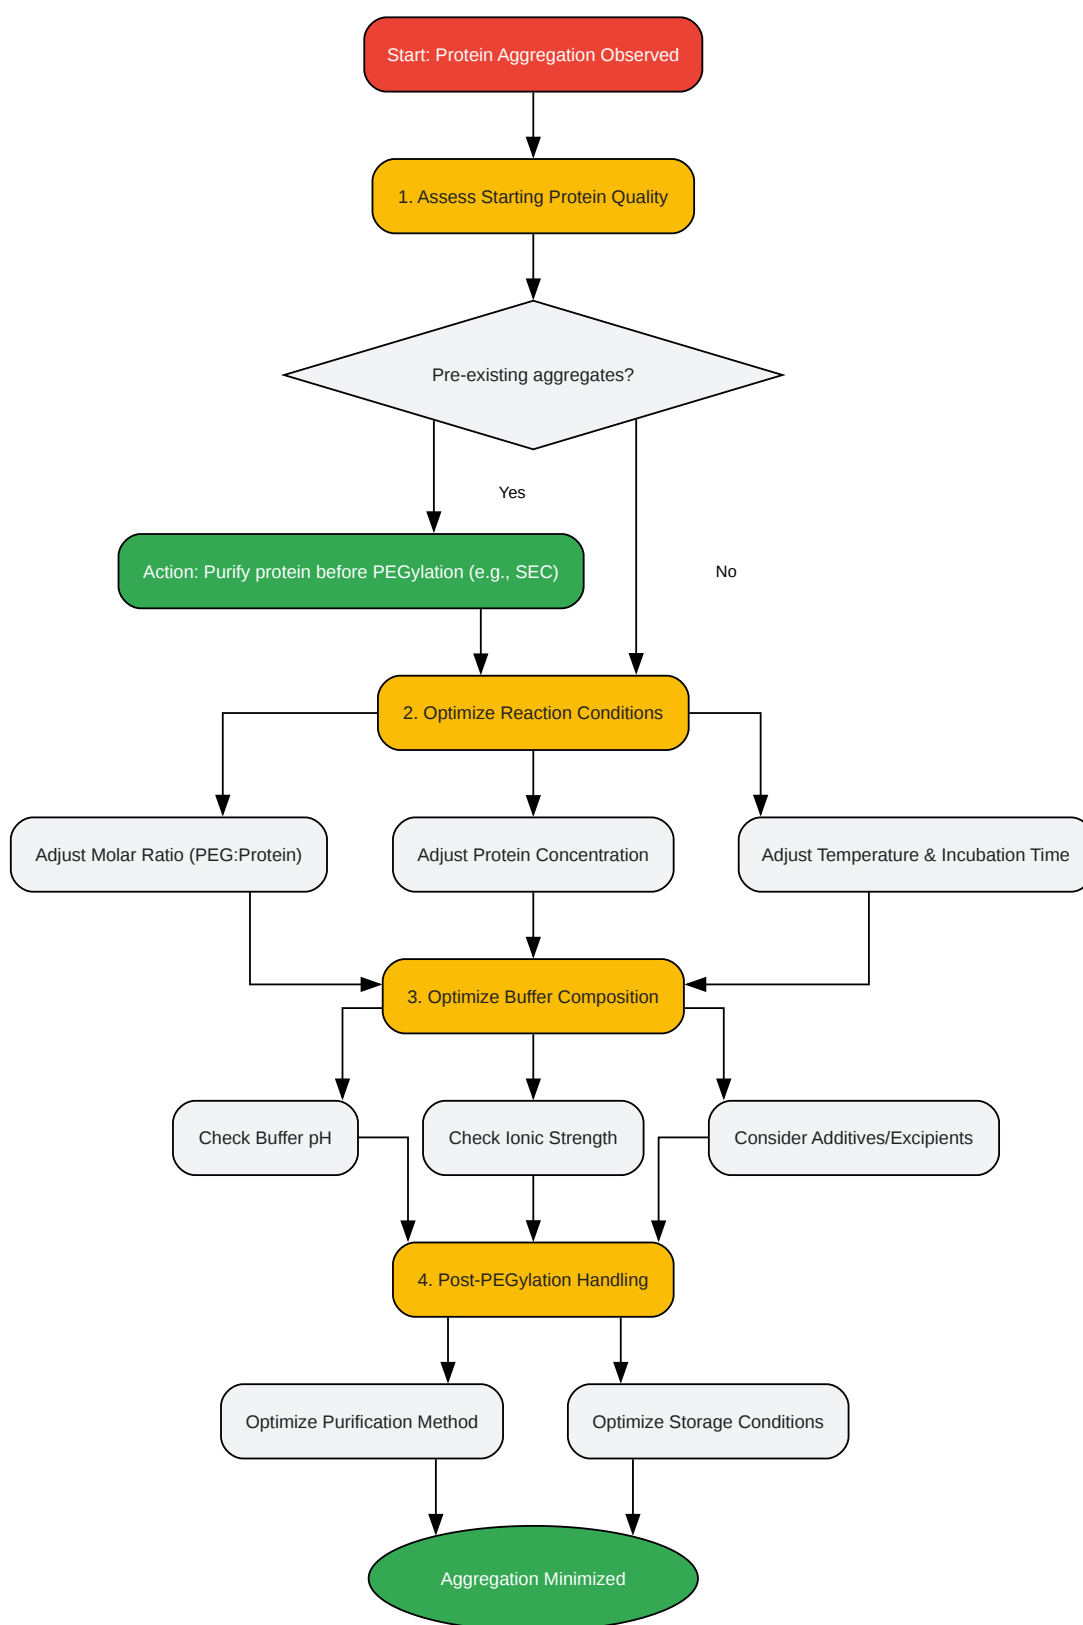 Start: Protein Aggregation Observed
1. Assess Starting Protein Quality
Pre-existing aggregates?
Yes
Action: Purify protein before PEGylation (e.g., SEC)
No
2. Optimize Reaction Conditions
Adjust Molar Ratio (PEG:Protein)
Adjust Protein Concentration
Adjust Temperature & Incubation Time
3. Optimize Buffer Composition
Check Buffer pH
Check Ionic Strength
Consider Additives/Excipients
4. Post-PEGylation Handling
Optimize Purification Method
Optimize Storage Conditions
Aggregation Minimized